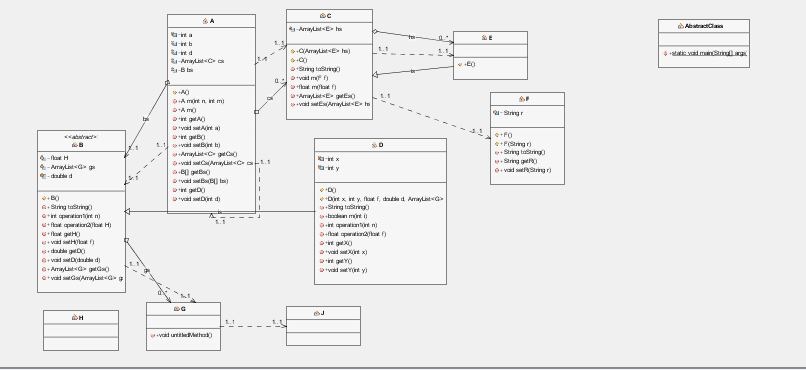 A
-int a
-int b
-int d
-ArrayList<C> cs
-B bs
+A()
+A m(int n, int m)
+A m()
+int getA()
+void setA(int a)
+int getB()
+void setB(int b)
+ArrayList<C> getCs()
+void setCs(ArrayList<C> cs
+B[] getBs()
+void setBs(B[] bs)
+int getD()
+void setD(int d)
C
-ArrayList<E> hs
+C(ArrayList<E> hs)
+C()
+String toString()
+void m(F f)
+float m(float f)
+ArrayList<E> getEs()
+void setEs(ArrayList<E> hs
E
+E()
AbstractClass
+static void main(String[] args)
F
- String r
+F()
+F(String r)
+String toString()
+String getR()
+void setR(String r)
<<abstract>>
B
- float H
- ArrayList<G> gs
- double d
+B()
+String toString()
+int operation1(int n)
+float operation2(float H)
+float getH()
+void setH(float f)
+double getD()
+void setD(double d)
+ArrayList<G> getGs()
+void setGs(ArrayList<G> g
D
-int x
-int y
+D()
+D(int x, int y, float f, double d, ArrayList<G>
+String toString()
+boolean m(int i)
+int operation1(int n)
+float operation2(float f)
+int getX()
+void setX(int x)
+int getY()
+void setY(int y)
G
+void untitledMethod()
H
J
bs
1..1
1..1
1..1
1..1
1..1
0..*
cs
hs
0..*
1..1
1..1
1..1
1..1
1..1
1..1
gs
0..*
1..1
1..1
1..1
1..1